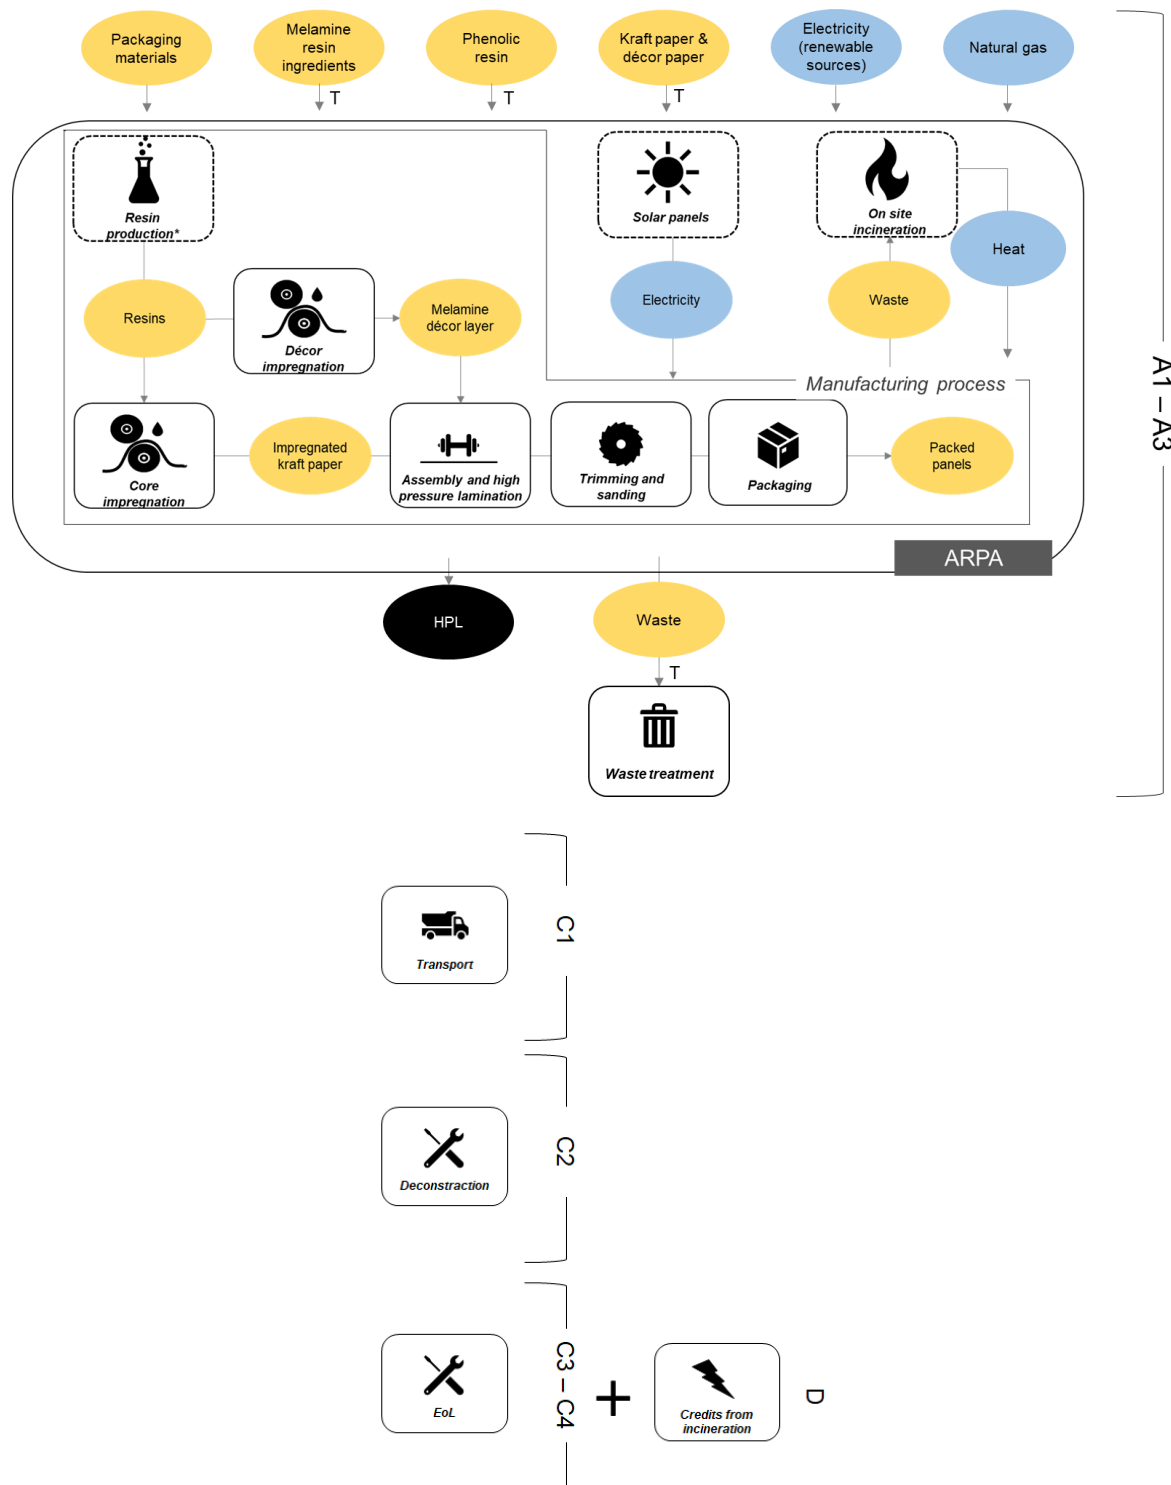 Packaging
materials
Melamine
resin
ingredients
Phenolic
resin
Kraft paper &
décor paper
Electricity
(renewable
sources)
Natural gas
T
T
T
Resin
production*
Solar panels
On site
incineration
Heat
Resins
Décor
impregnation
Melamine
décor layer
Electricity
Waste
Manufacturing process
Core
impregnation
Impregnated
kraft paper
Assembly and high
pressure lamination
Trimming and
sanding
Packaging
Packed
panels
ARPA
HPL
Waste
T
Waste treatment
A1 – A3
Transport
C1
Deconstraction
C2
EoL
C3 – C4
+
Credits from
incineration
D